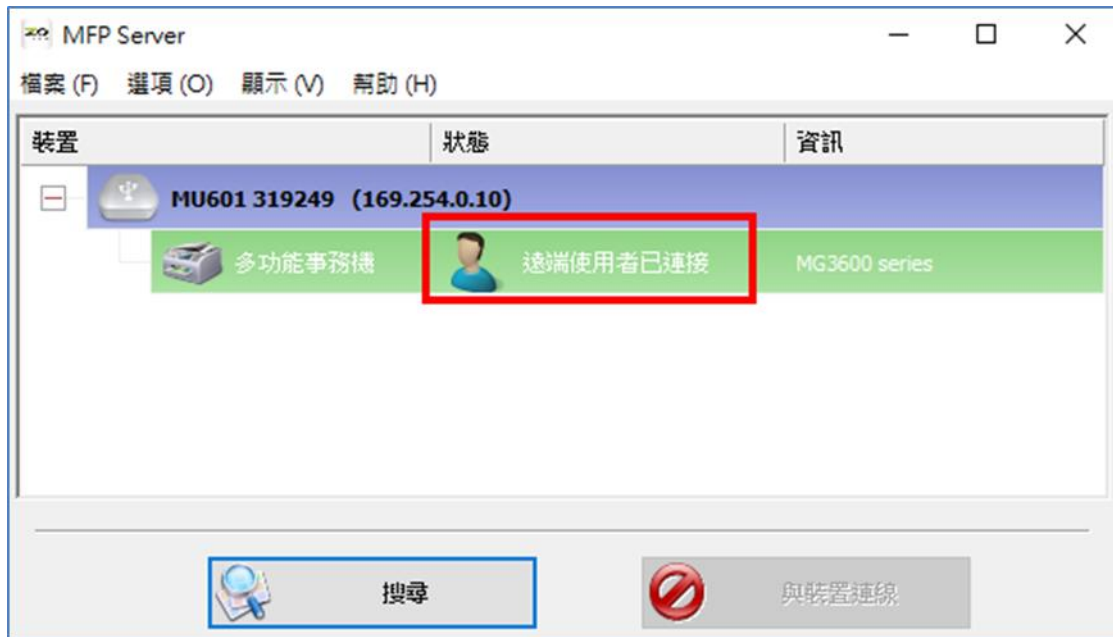 MFP Server
檔案 (F) 選項 (O) 顯示 (V) 幫助 (H)
裝置 狀態 資訊
MU601 319249 (169.254.0.10)
多功能事務機 遠端使用者已連接 MG3600 series
搜尋 與裝置連線